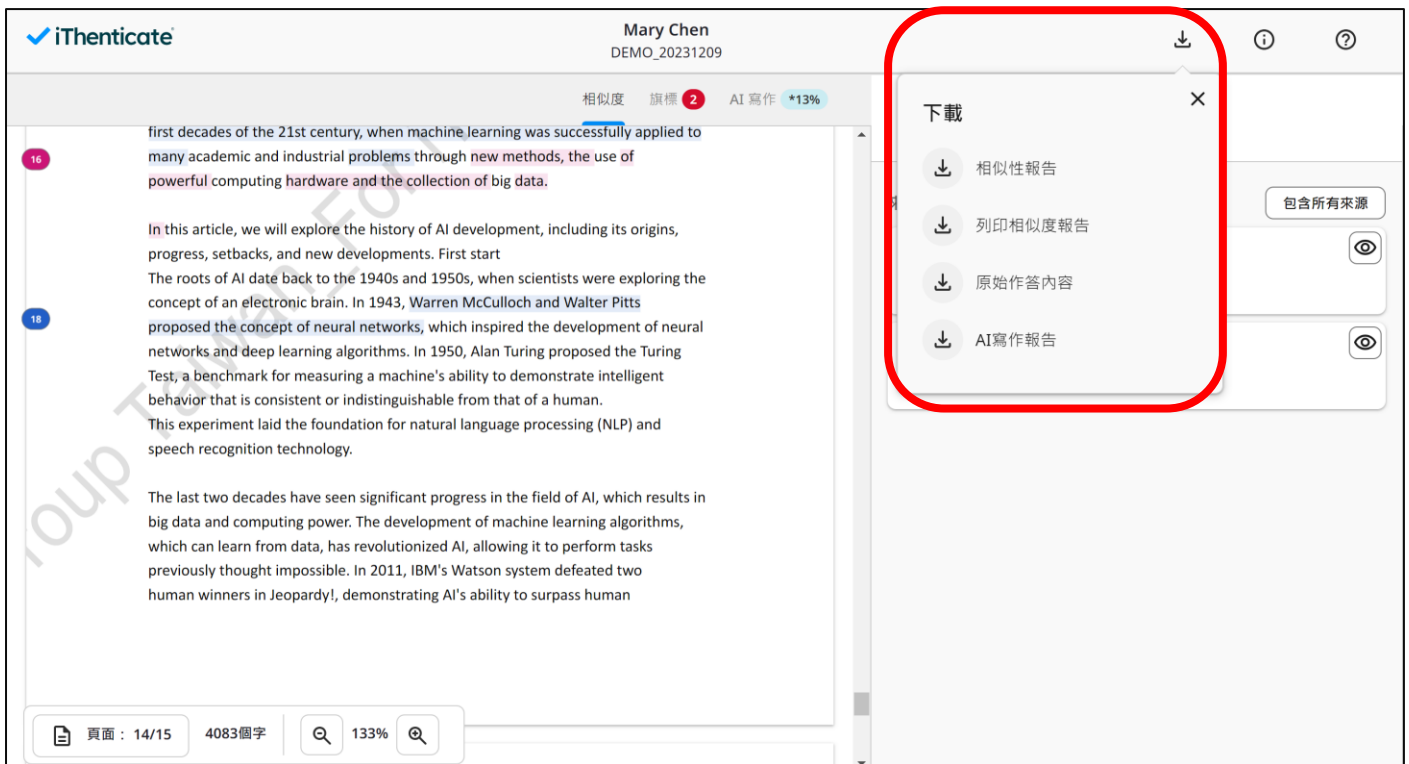 iThenticate
Mary Chen
DEMO_20231209
相似度 旗標 2 AI 寫作 *13%
first decades of the 21st century, when machine learning was successfully applied to
16
many academic and industrial problems through new methods, the use of
powerful computing hardware and the collection of big data.
In this article, we will explore the history of AI development, including its origins,
progress, setbacks, and new developments. First start
The roots of AI date back to the 1940s and 1950s, when scientists were exploring the
concept of an electronic brain. In 1943, Warren McCulloch and Walter Pitts
18
proposed the concept of neural networks, which inspired the development of neural
networks and deep learning algorithms. In 1950, Alan Turing proposed the Turing
Test, a benchmark for measuring a machine's ability to demonstrate intelligent
behavior that is consistent or indistinguishable from that of a human.
This experiment laid the foundation for natural language processing (NLP) and
speech recognition technology.
The last two decades have seen significant progress in the field of AI, which results in
big data and computing power. The development of machine learning algorithms,
which can learn from data, has revolutionized AI, allowing it to perform tasks
previously thought impossible. In 2011, IBM's Watson system defeated two
human winners in Jeopardy!, demonstrating AI's ability to surpass human
頁面： 14/15 4083個字 133%
下載
相似性報告
列印相似度報告
原始作答內容
AI寫作報告
包含所有來源
Taiwan